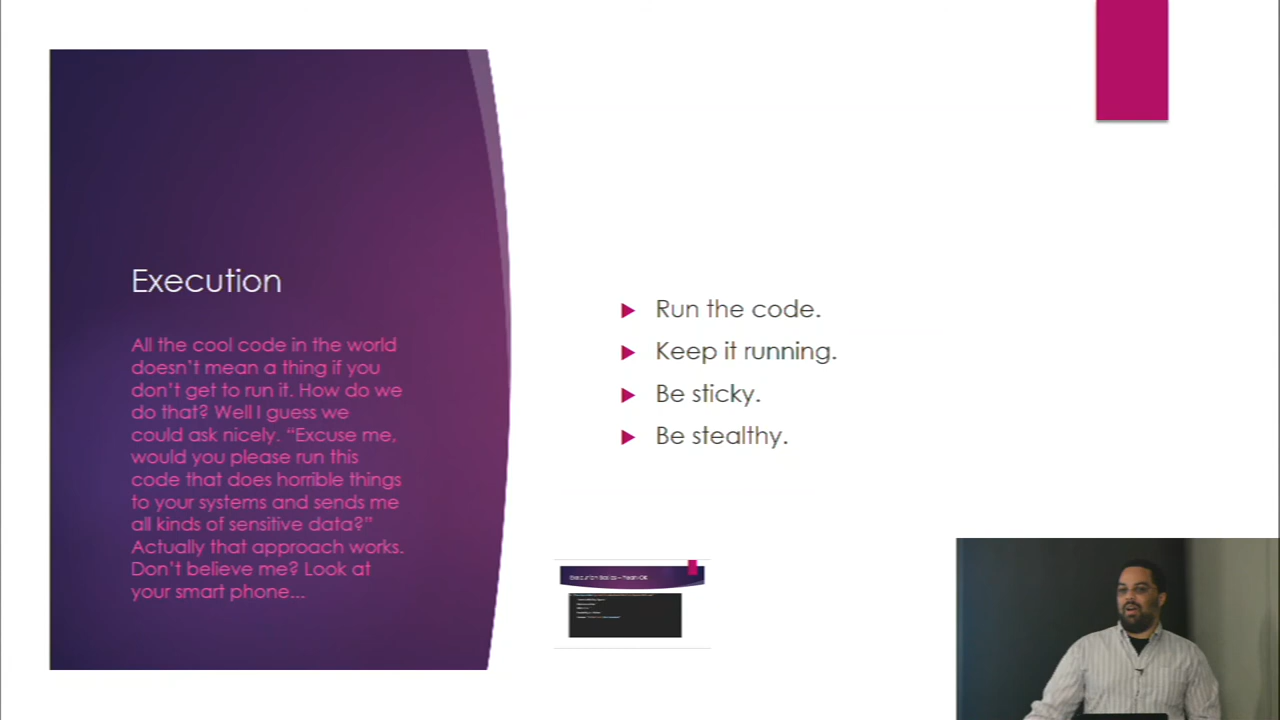 Execution
All the cool code in the world
doesn’t mean a thing if you
don’t get to run it. How do we
do that? Well I guess we
could ask nicely. “Excuse me,
would you please run this
code that does horrible things
to your systems and sends me
all kinds of sensitive data?”
Actually that approach works.
Don’t believe me? Look at
your smart phone...
Run the code.
Keep it running.
Be sticky.
Be stealthy.